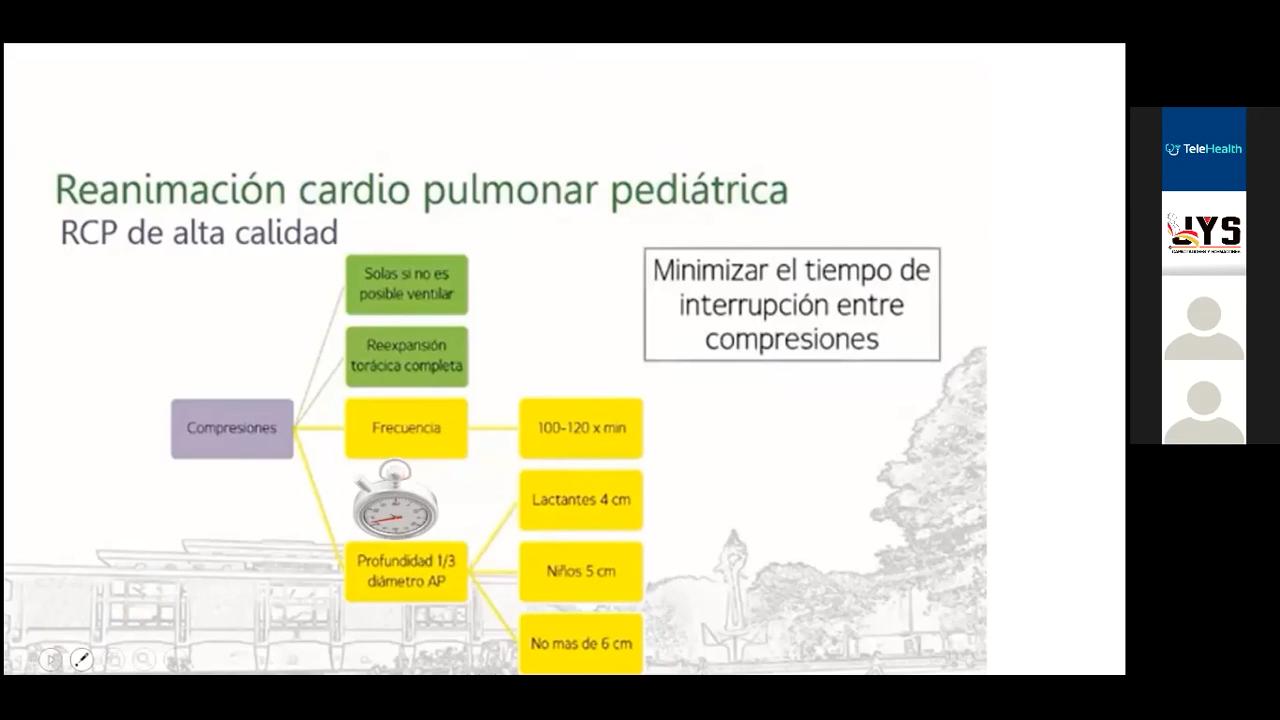 Reanimación cardio pulmonar pediátrica
RCP de alta calidad
Solas si no es
posible ventilar
Reexpansión
torácica completa
Compresiones
Frecuencia
100-120 x min
Profundidad 1/3
diámetro AP
Lactantes 4 cm
Niños 5 cm
No mas de 6 cm
Minimizar el tiempo de
interrupción entre
compresiones
TeleHealth
JYS